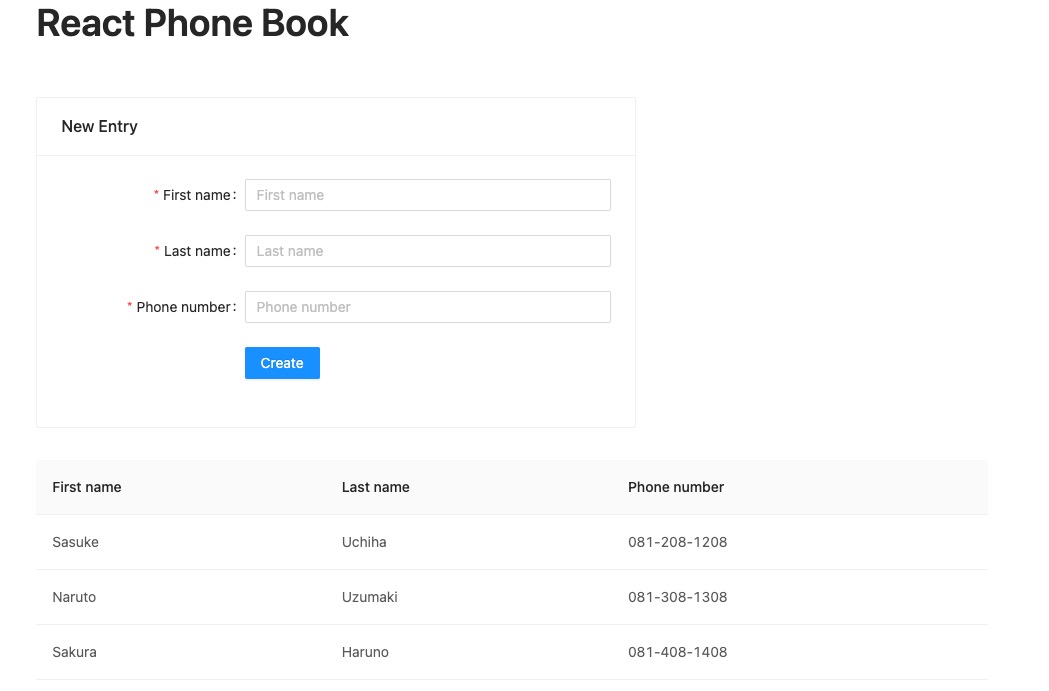 React Phone Book
New Entry
* First name: First name
* Last name: Last name
* Phone number: Phone number
Create
First name Last name Phone number
Sasuke Uchiha 081-208-1208
Naruto Uzumaki 081-308-1308
Sakura Haruno 081-408-1408